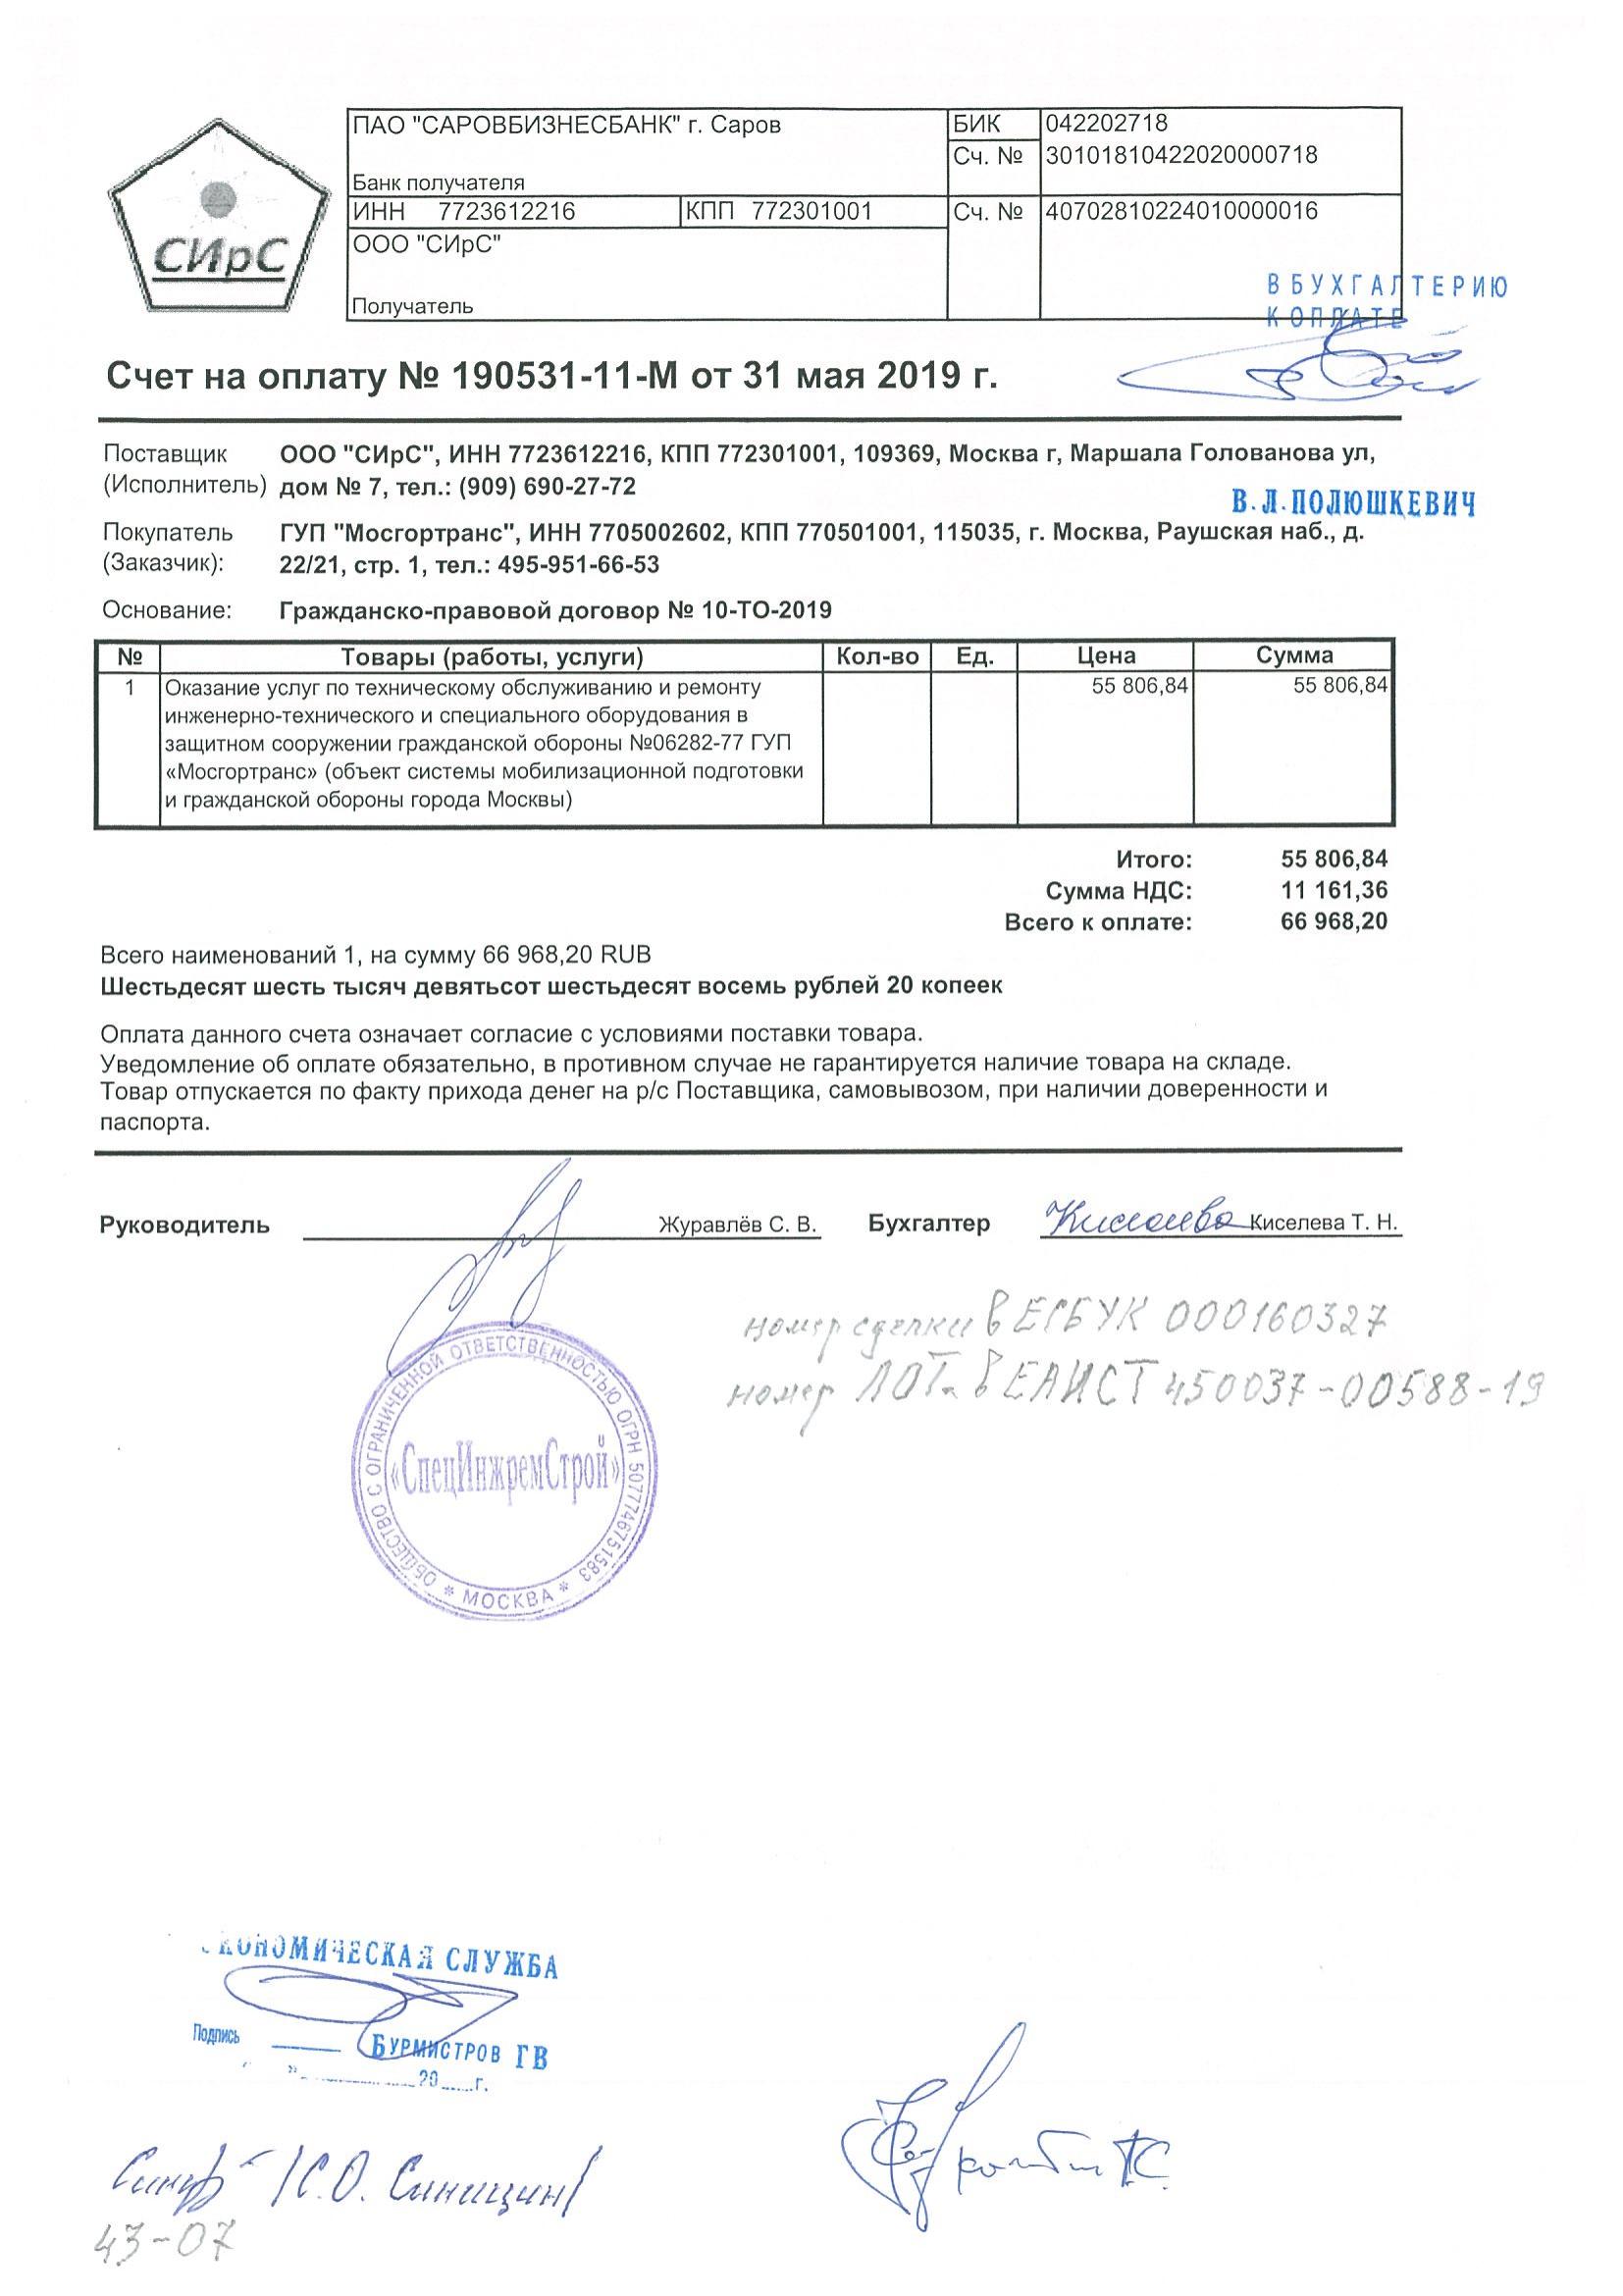 СИрС
ПАО "САРОВБИЗНЕСБАНК" г. Саров
БИК 042202718
Сч. № 30101810422020000718
Банк получателя
ИНН 7723612216 КПП 772301001 Сч. № 40702810224010000016
ООО "СИрС"
Получатель
В БУХГАЛТЕРИЮ
К ОПЛАТЕ
Счет на оплату № 190531-11-М от 31 мая 2019 г.
Поставщик ООО "СИрС", ИНН 7723612216, КПП 772301001, 109369, Москва г, Маршала Голованова ул,
(Исполнитель) дом № 7, тел.: (909) 690-27-72
В.Л.ПОЛЮШКЕВИЧ
Покупатель ГУП "Мосгортранс", ИНН 7705002602, КПП 770501001, 115035, г. Москва, Раушская наб., д.
(Заказчик): 22/21, стр. 1, тел.: 495-951-66-53
Основание: Гражданско-правовой договор № 10-ТО-2019
№ Товары (работы, услуги) Кол-во Ед. Цена Сумма
1 Оказание услуг по техническому обслуживанию и ремонту 55 806,84 55 806,84
инженерно-технического и специального оборудования в
защитном сооружении гражданской обороны №06282-77 ГУП
«Мосгортранс» (объект системы мобилизационной подготовки
и гражданской обороны города Москвы)
Итого: 55 806,84
Сумма НДС: 11 161,36
Всего к оплате: 66 968,20
Всего наименований 1, на сумму 66 968,20 RUB
Шестьдесят шесть тысяч девятьсот шестьдесят восемь рублей 20 копеек
Оплата данного счета означает согласие с условиями поставки товара.
Уведомление об оплате обязательно, в противном случае не гарантируется наличие товара на складе.
Товар отпускается по факту прихода денег на р/с Поставщика, самовывозом, при наличии доверенности и
паспорта.
Руководитель Журавлёв С. В. Бухгалтер Киселева Киселева Т. Н.
номер сделки в ЕГБУК 000160327
номер ЛОТа в ЕАИСТ 450037-00588-19
ОБЩЕСТВО С ОГРАНИЧЕННОЙ ОТВЕТСТВЕННОСТЬЮ ОГРН 5077746751583
«СпецИнжремСтрой»
* МОСКВА *
ЭКОНОМИЧЕСКАЯ СЛУЖБА
Подпись БУРМИСТРОВ ГВ
" 20 г.
/С.О. Синицин/
43-07